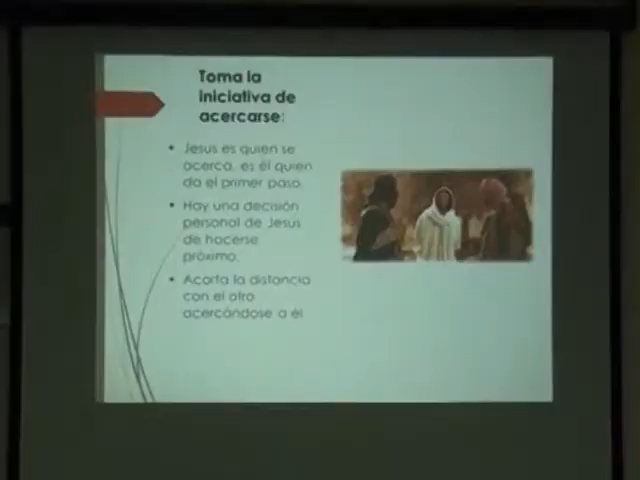 Toma la
iniciativa de
acercarse:
Jesus es quien se
acerca, es él quien
da el primer paso.
Hay una decisión
personal de Jesus
de hacerse
próximo.
Acorta la distancia
con el otro
acercándose a él